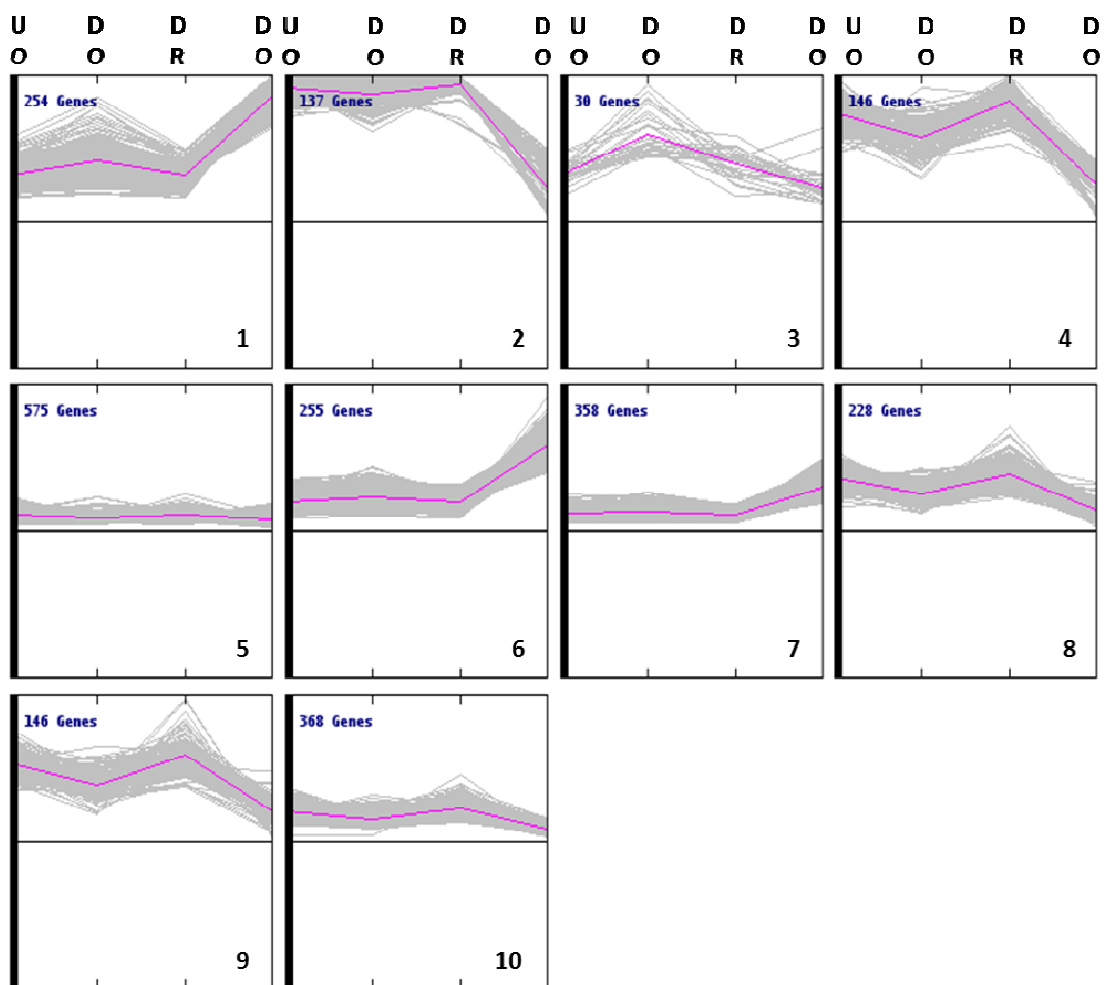 U D D D U D D D U D D D U D D D
O O R O O O R O O O R O O O R O
254 Genes 137 Genes 30 Genes 146 Genes
1 2 3 4
575 Genes 255 Genes 358 Genes 228 Genes
5 6 7 8
146 Genes 368 Genes
9 10